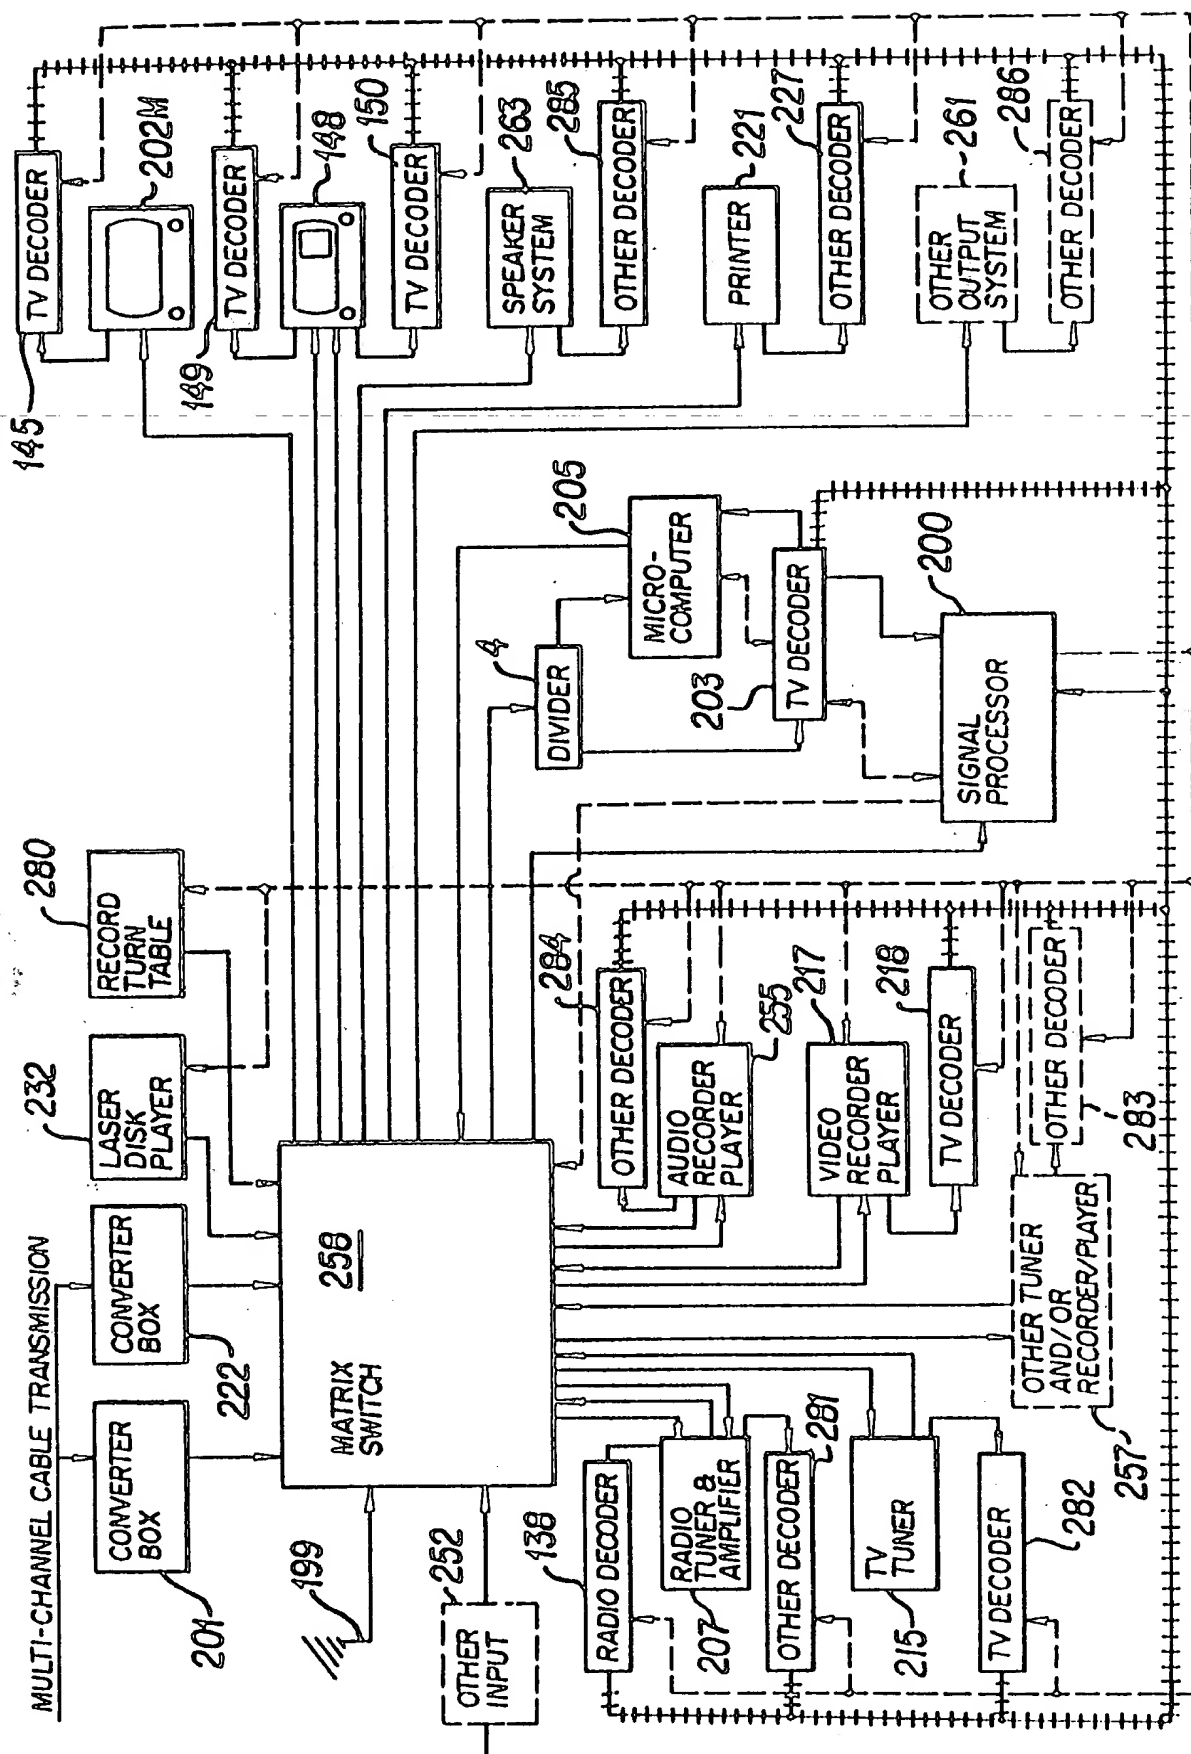 MULTI-CHANNEL CABLE TRANSMISSION
CONVERTER
BOX
201
CONVERTER
BOX
222
LASER
DISK
PLAYER
232
RECORD
TURN
TABLE
280
199
OTHER
INPUT
252
MATRIX
SWITCH
258
RADIO DECODER
138
RADIO
TUNER &
AMPLIFIER
207
OTHER DECODER
281
TV
TUNER
215
TV DECODER
282
OTHER TUNER
AND/OR
RECORDER/PLAYER
257
OTHER DECODER
283
OTHER DECODER
284
AUDIO
RECORDER
PLAYER
255
VIDEO
RECORDER
PLAYER
217
TV DECODER
218
DIVIDER
4
MICRO-
COMPUTER
205
TV DECODER
203
SIGNAL
PROCESSOR
200
TV DECODER
145
202M
TV DECODER
149
148
TV DECODER
150
SPEAKER
SYSTEM
263
OTHER DECODER
285
PRINTER
221
OTHER DECODER
227
OTHER
OUTPUT
SYSTEM
261
OTHER DECODER
286